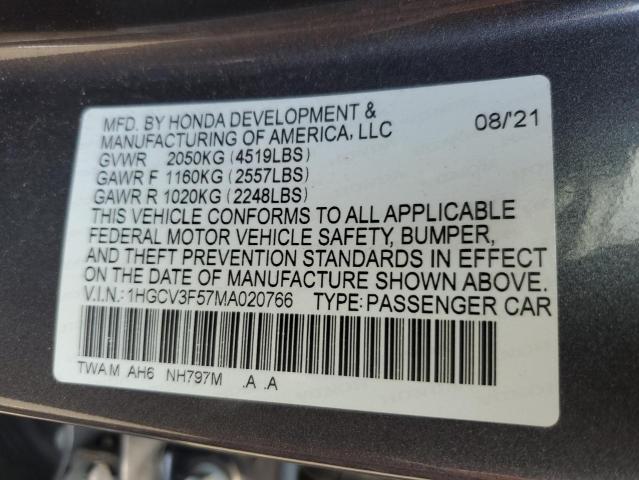 MFD. BY HONDA DEVELOPMENT & 08/'21
MANUFACTURING OF AMERICA, LLC
GVWR 2050KG (4519LBS)
GAWR F 1160KG (2557LBS)
GAWR R 1020KG (2248LBS)
THIS VEHICLE CONFORMS TO ALL APPLICABLE
FEDERAL MOTOR VEHICLE SAFETY, BUMPER,
AND THEFT PREVENTION STANDARDS IN EFFECT
ON THE DATE OF MANUFACTURE SHOWN ABOVE.
V.I.N.: 1HGCV3F57MA020766 TYPE: PASSENGER CAR
TWA M AH6 NH797M .A .A